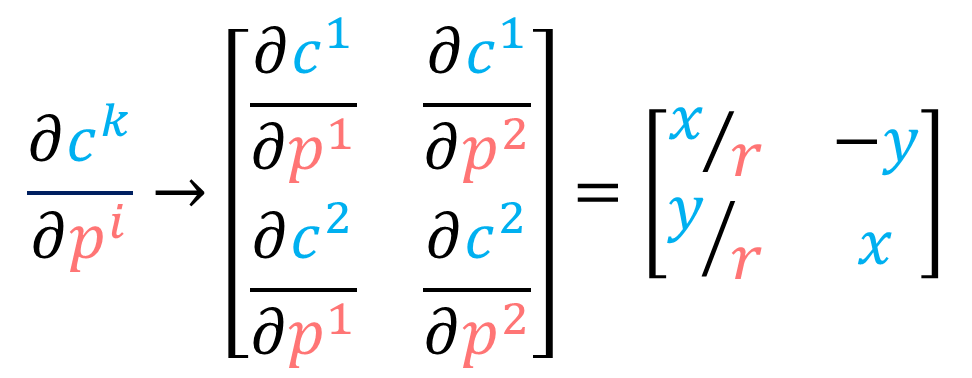 ∂c^k/∂p^i → [∂c^1/∂p^1 ∂c^1/∂p^2
∂c^2/∂p^1 ∂c^2/∂p^2] = [x/r −y
y/r x]